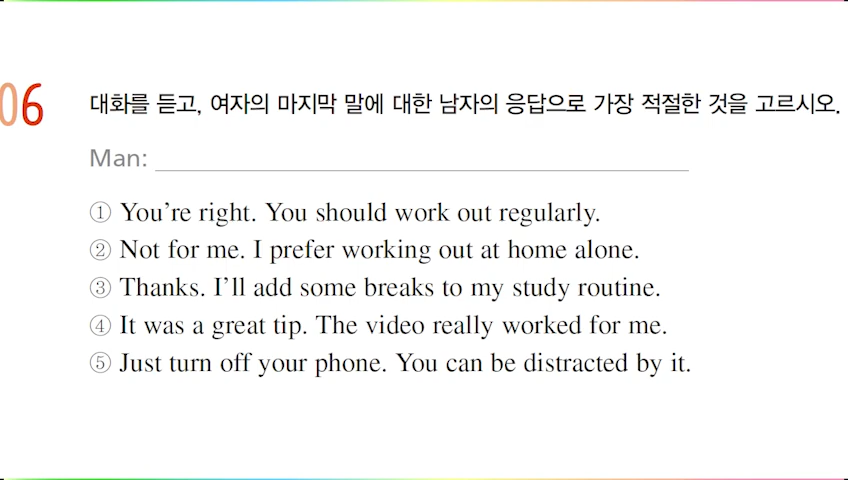 06
대화를 듣고, 여자의 마지막 말에 대한 남자의 응답으로 가장 적절한 것을 고르시오.
Man: 
① You’re right. You should work out regularly.
② Not for me. I prefer working out at home alone.
③ Thanks. I’ll add some breaks to my study routine.
④ It was a great tip. The video really worked for me.
⑤ Just turn off your phone. You can be distracted by it.